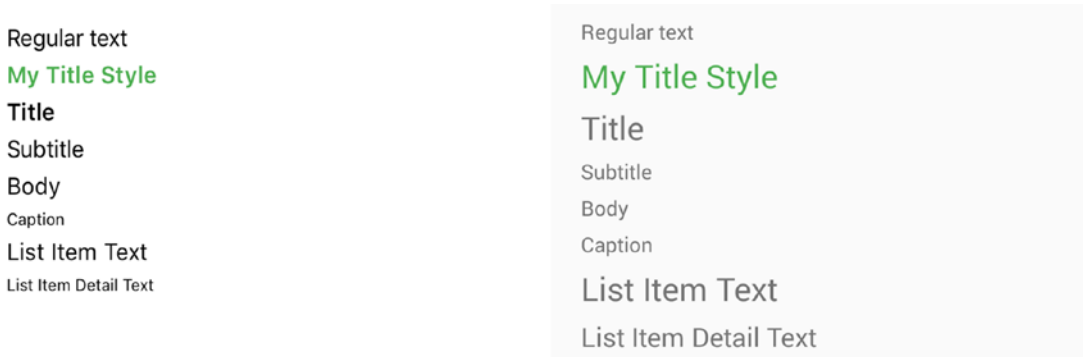 Regular text
My Title Style
Title
Subtitle
Body
Caption
List Item Text
List Item Detail Text
Regular text
My Title Style
Title
Subtitle
Body
Caption
List Item Text
List Item Detail Text